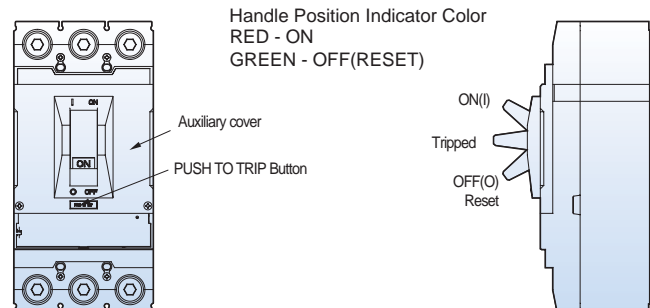 Handle Position Indicator Color
RED - ON
GREEN - OFF(RESET)
I ON
ON
O OFF
Auxiliary cover
PUSH TO TRIP Button
ON(I)
Tripped
OFF(O)
Reset